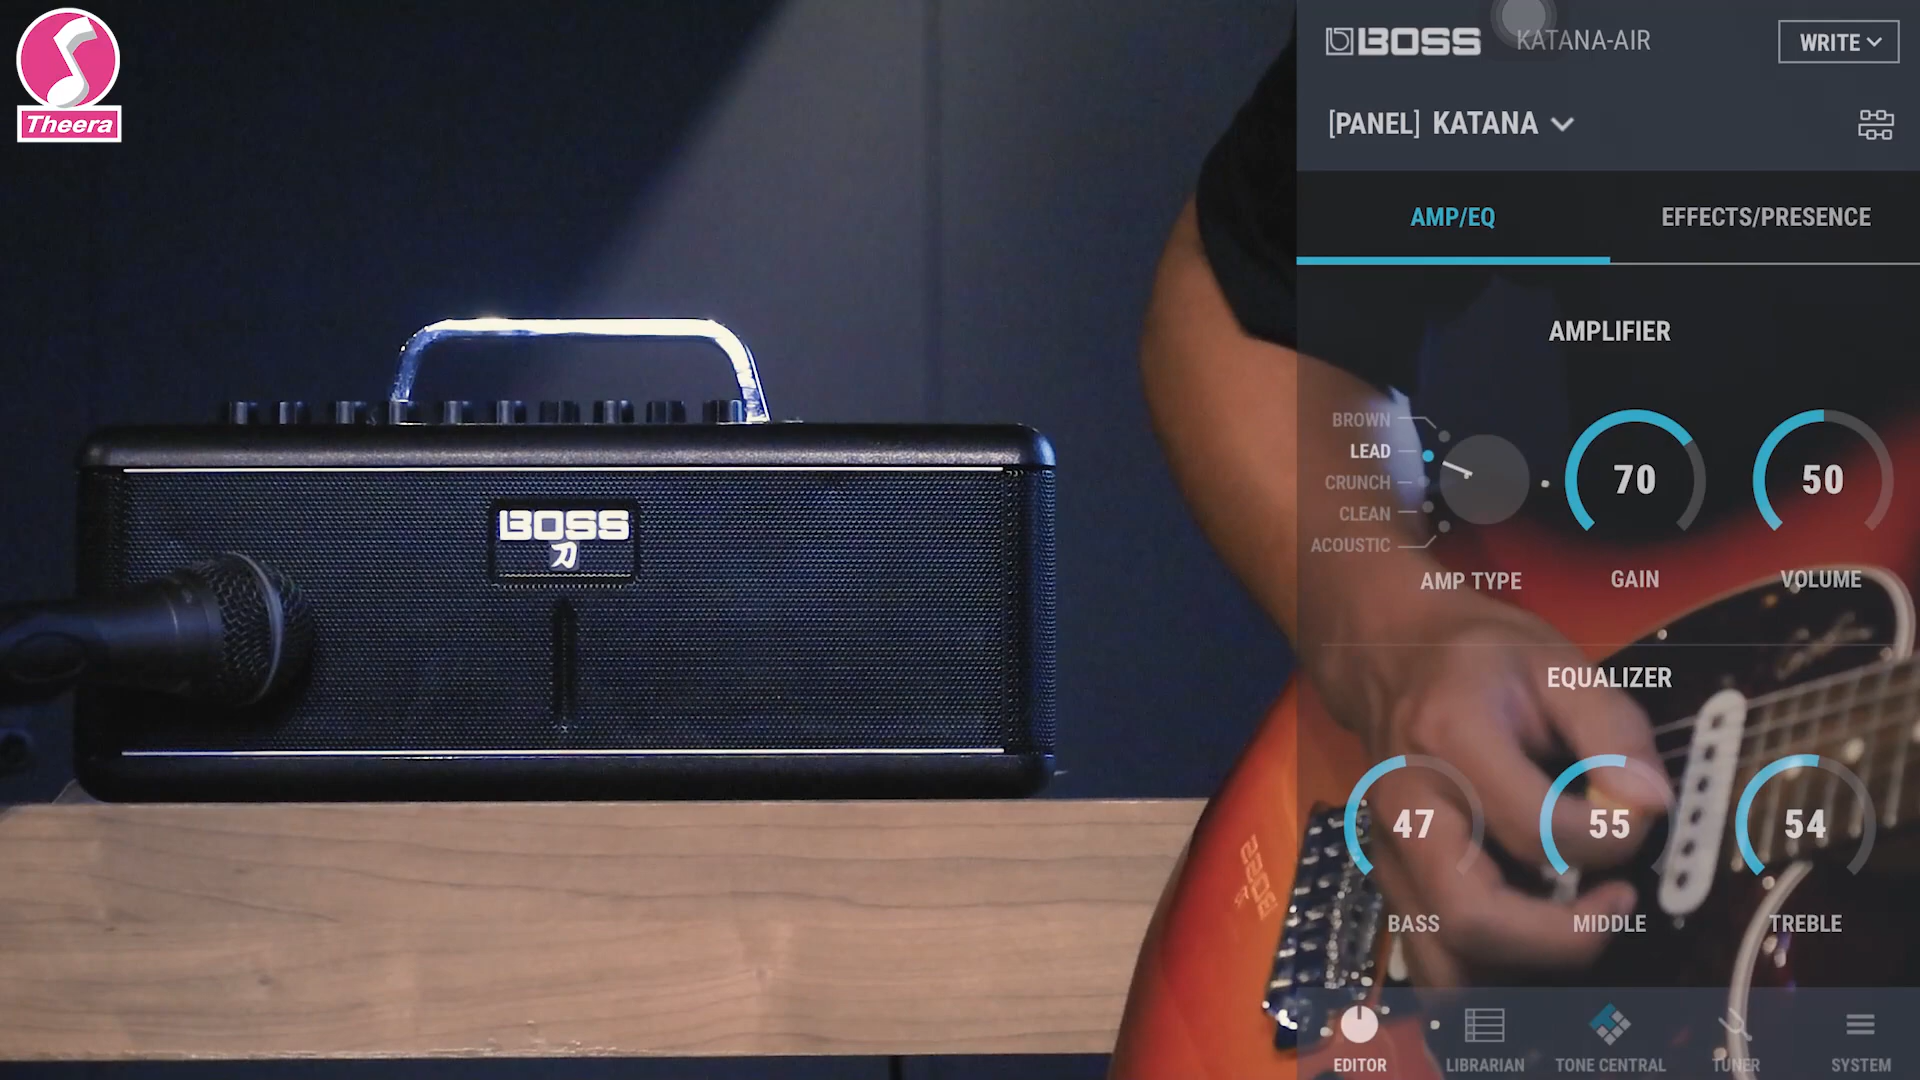 Theera
BOSS
刀
BOSS KATANA-AIR
WRITE
[PANEL] KATANA
AMP/EQ
EFFECTS/PRESENCE
AMPLIFIER
BROWN
LEAD
CRUNCH
CLEAN
ACOUSTIC
70
50
AMP TYPE
GAIN
VOLUME
EQUALIZER
47
55
54
BASS
MIDDLE
TREBLE
EDITOR
LIBRARIAN
TONE CENTRAL
TUNER
SYSTEM